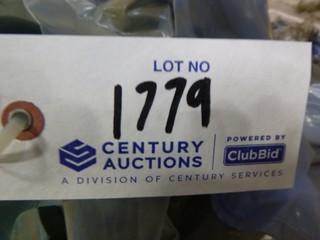 LOT NO
1779
CENTURY
AUCTIONS
POWERED BY
ClubBid
A DIVISION OF CENTURY SERVICES